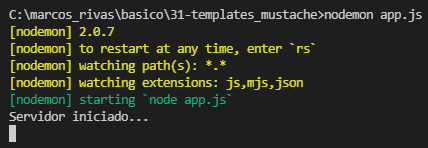 C:\marcos_rivas\basico\31-templates_mustache>nodemon app.js
[nodemon] 2.0.7
[nodemon] to restart at any time, enter `rs`
[nodemon] watching path(s): *.*
[nodemon] watching extensions: js,mjs,json
[nodemon] starting `node app.js`
Servidor iniciado...